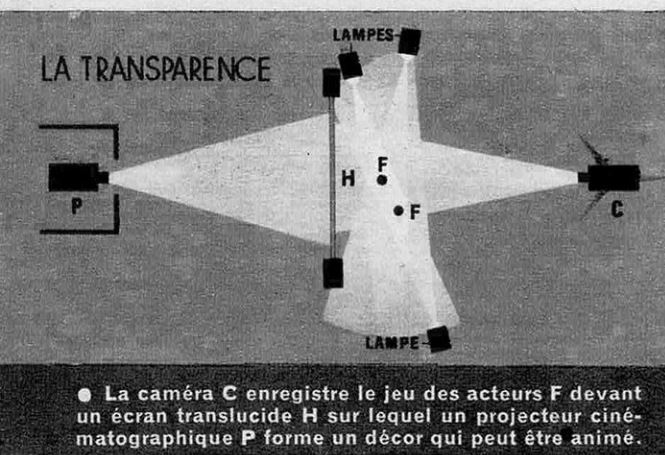 LAMPES
LA TRANSPARENCE
H
F
F
P
C
LAMPE
● La caméra C enregistre le jeu des acteurs F devant
un écran translucide H sur lequel un projecteur ciné-
matographique P forme un décor qui peut être animé.